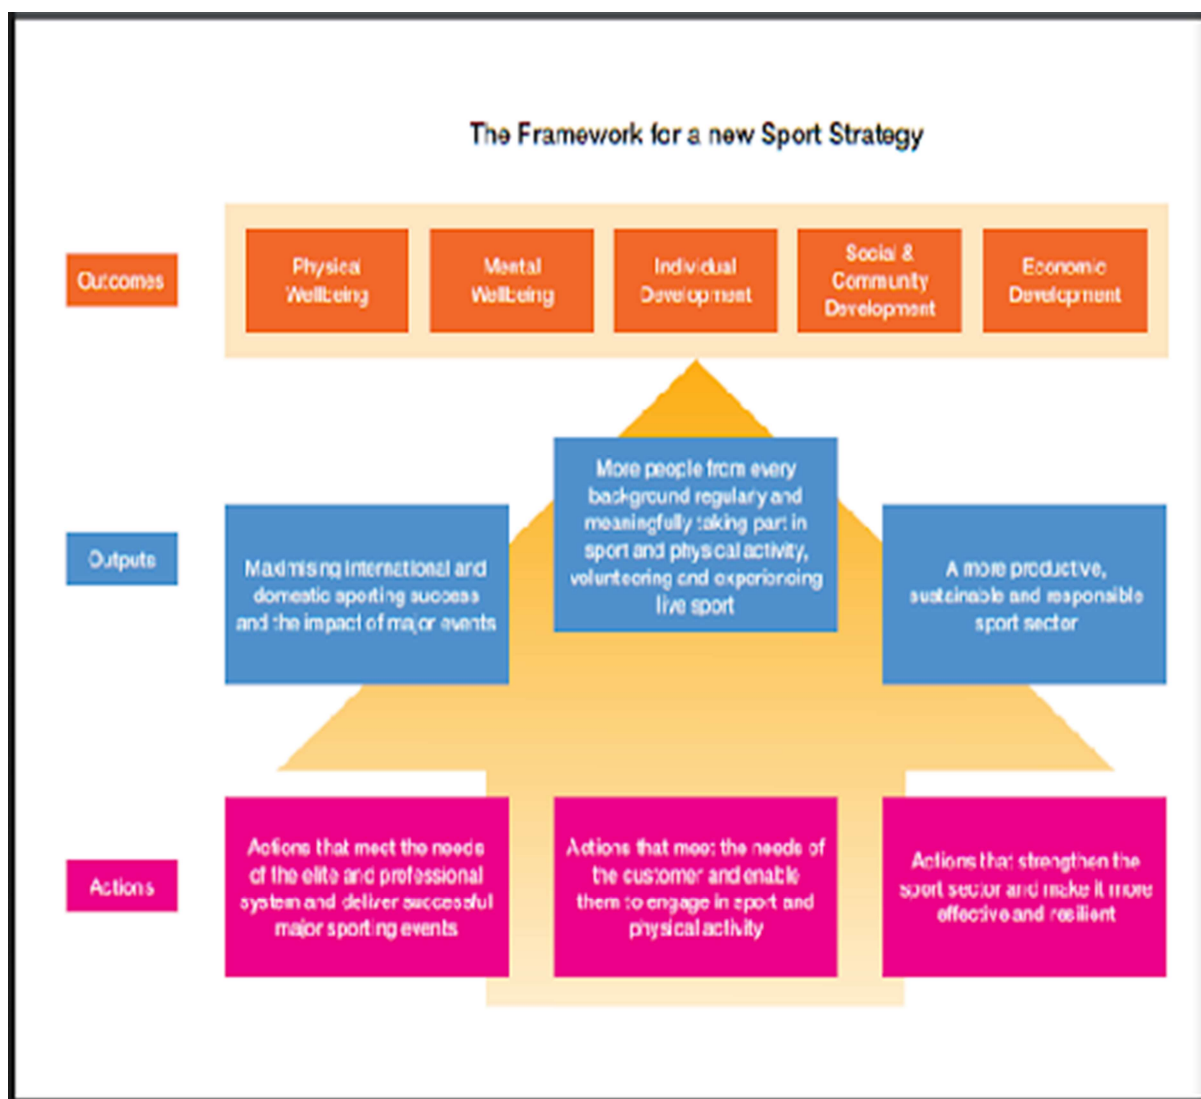 The Framework for a new Sport Strategy
Outcomes
Physical
Wellbeing
Mental
Wellbeing
Individual
Development
Social &
Community
Development
Economic
Development
Outputs
Maximising international and
domestic sporting success
and the impact of major events
More people from every
background regularly and
meaningfully taking part in
sport and physical activity,
volunteering and experiencing
live sport
A more productive,
sustainable and responsible
sport sector
Actions
Actions that meet the needs
of the elite and professional
system and deliver successful
major sporting events
Actions that meet the needs of
the customer and enable
them to engage in sport and
physical activity
Actions that strengthen the
sport sector and make it more
effective and resilient